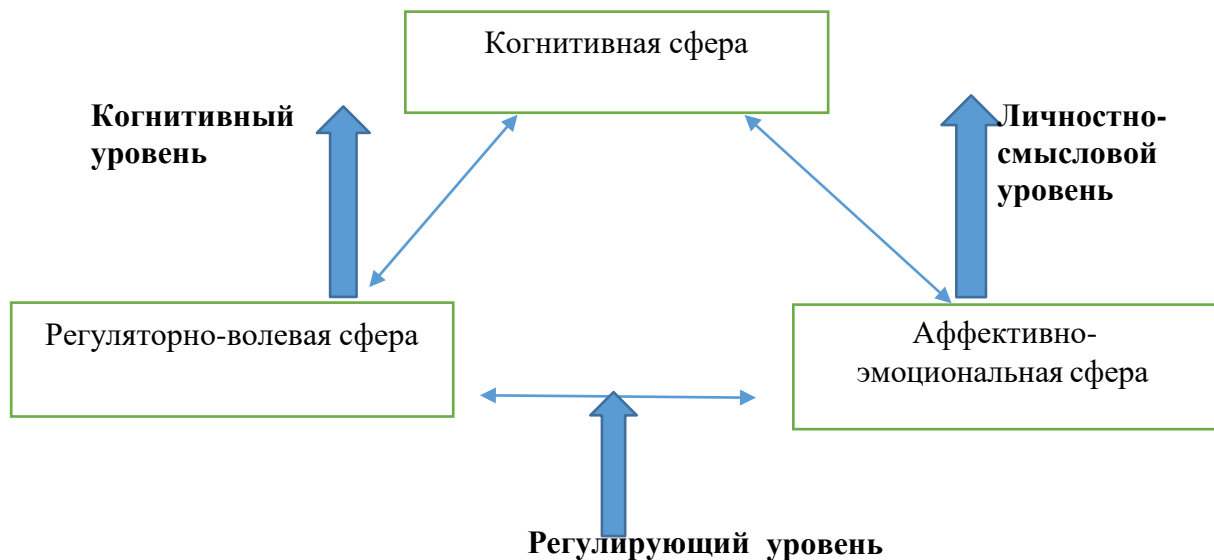 Когнитивная сфера
Когнитивный
уровень
Личностно-
смысловой
уровень
Регуляторно-волевая сфера
Аффективно-
эмоциональная сфера
Регулирующий уровень